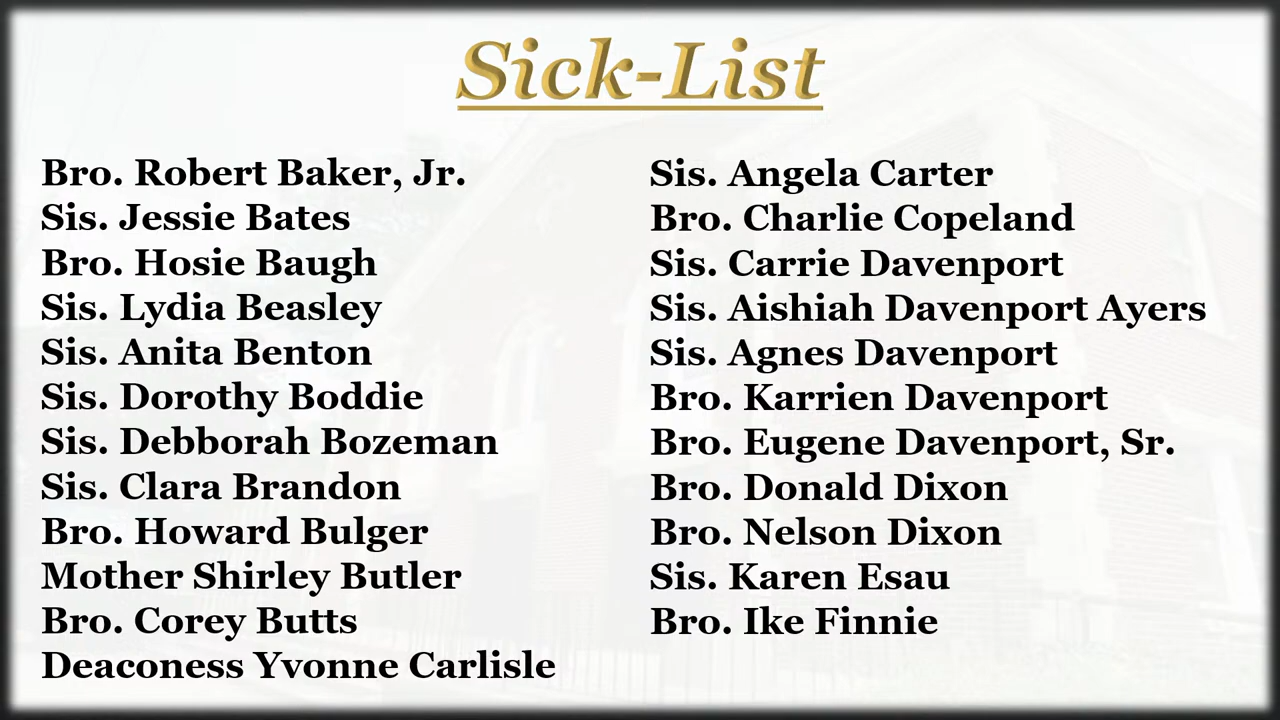 Sick-List
Bro. Robert Baker, Jr.
Sis. Jessie Bates
Bro. Hosie Baugh
Sis. Lydia Beasley
Sis. Anita Benton
Sis. Dorothy Boddie
Sis. Debborah Bozeman
Sis. Clara Brandon
Bro. Howard Bulger
Mother Shirley Butler
Bro. Corey Butts
Deaconess Yvonne Carlisle
Sis. Angela Carter
Bro. Charlie Copeland
Sis. Carrie Davenport
Sis. Aishiah Davenport Ayers
Sis. Agnes Davenport
Bro. Karrien Davenport
Bro. Eugene Davenport, Sr.
Bro. Donald Dixon
Bro. Nelson Dixon
Sis. Karen Esau
Bro. Ike Finnie